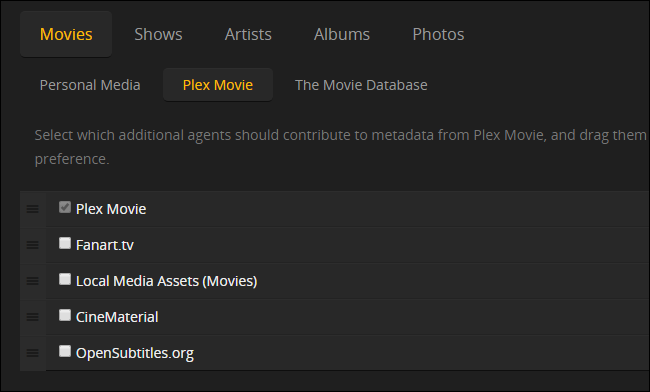 Movies Shows Artists Albums Photos
Personal Media Plex Movie The Movie Database
Select which additional agents should contribute to metadata from Plex Movie, and drag them
preference.
Plex Movie
Fanart.tv
Local Media Assets (Movies)
CineMaterial
OpenSubtitles.org